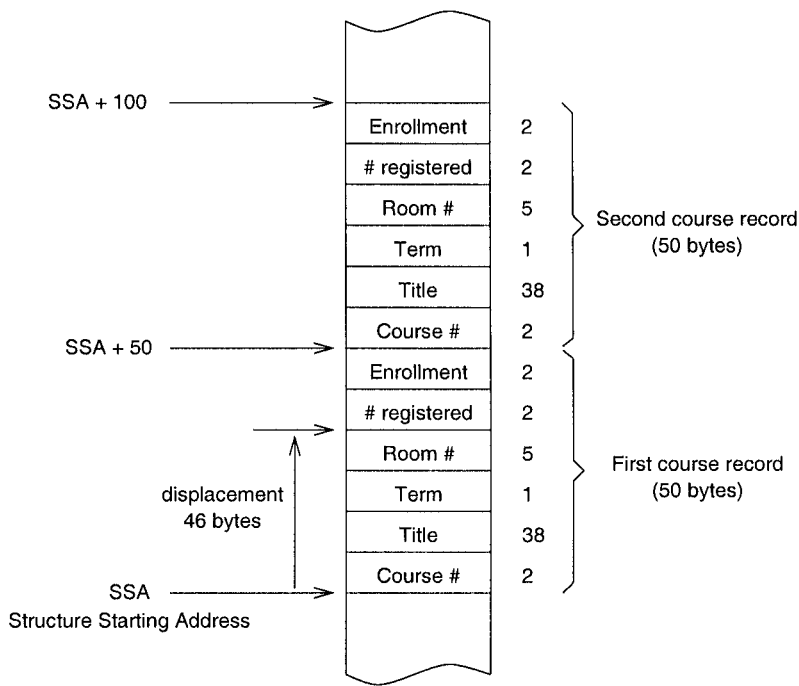 SSA + 100
Enrollment 2
# registered 2
Room # 5
Term 1
Title 38
Course # 2
Second course record
(50 bytes)
SSA + 50
Enrollment 2
# registered 2
Room # 5
Term 1
Title 38
Course # 2
First course record
(50 bytes)
displacement
46 bytes
SSA
Structure Starting Address